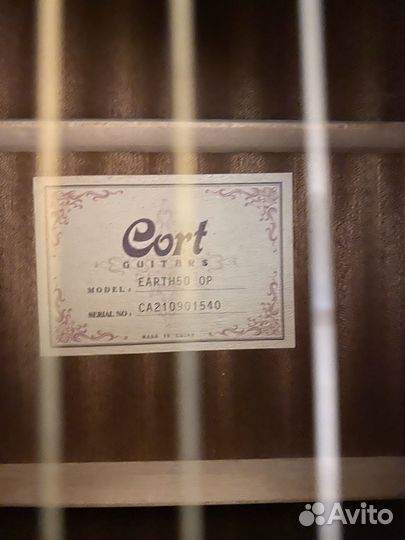 Cort
GUITARS
MODEL: EARTH50 OP
SERIAL NO: CA210901540
MADE IN CHINA
Avito